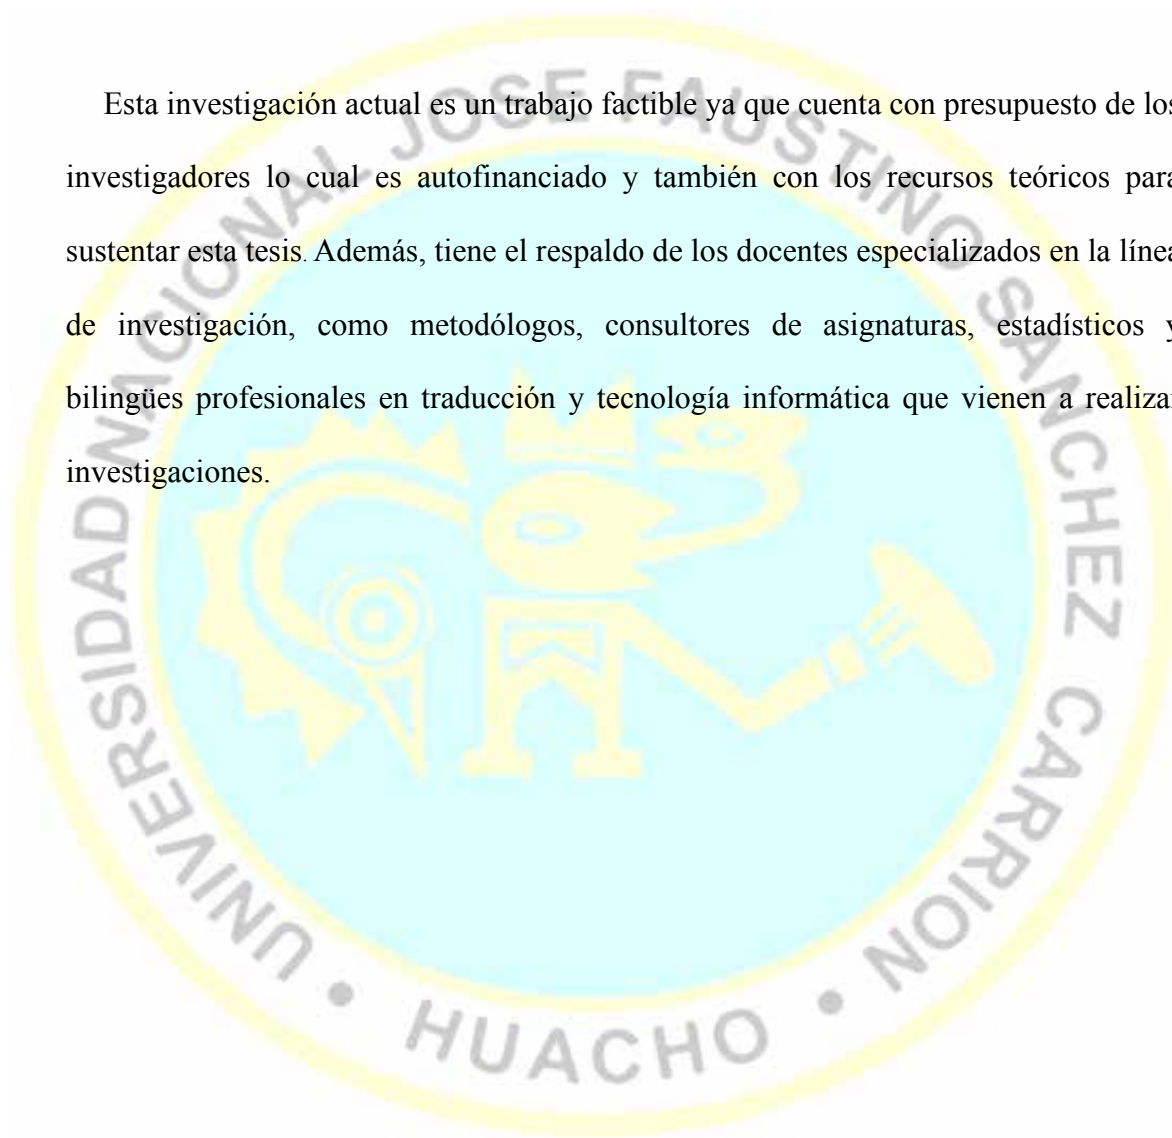 Esta investigación actual es un trabajo factible ya que cuenta con presupuesto de los
investigadores lo cual es autofinanciado y también con los recursos teóricos para
sustentar esta tesis. Además, tiene el respaldo de los docentes especializados en la línea
de investigación, como metodólogos, consultores de asignaturas, estadísticos y
bilingües profesionales en traducción y tecnología informática que vienen a realizar
investigaciones.
UNIVERSIDAD NACIONAL JOSE FAUSTINO SANCHEZ CARRION
• HUACHO •